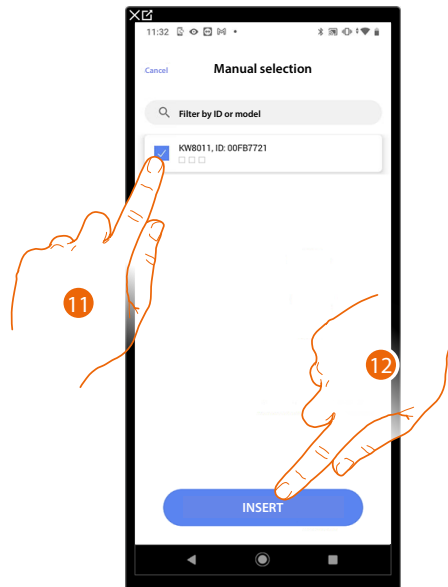 11:32
Cancel
Manual selection
Filter by ID or model
KW8011, ID: 00FB7721
11
12
INSERT